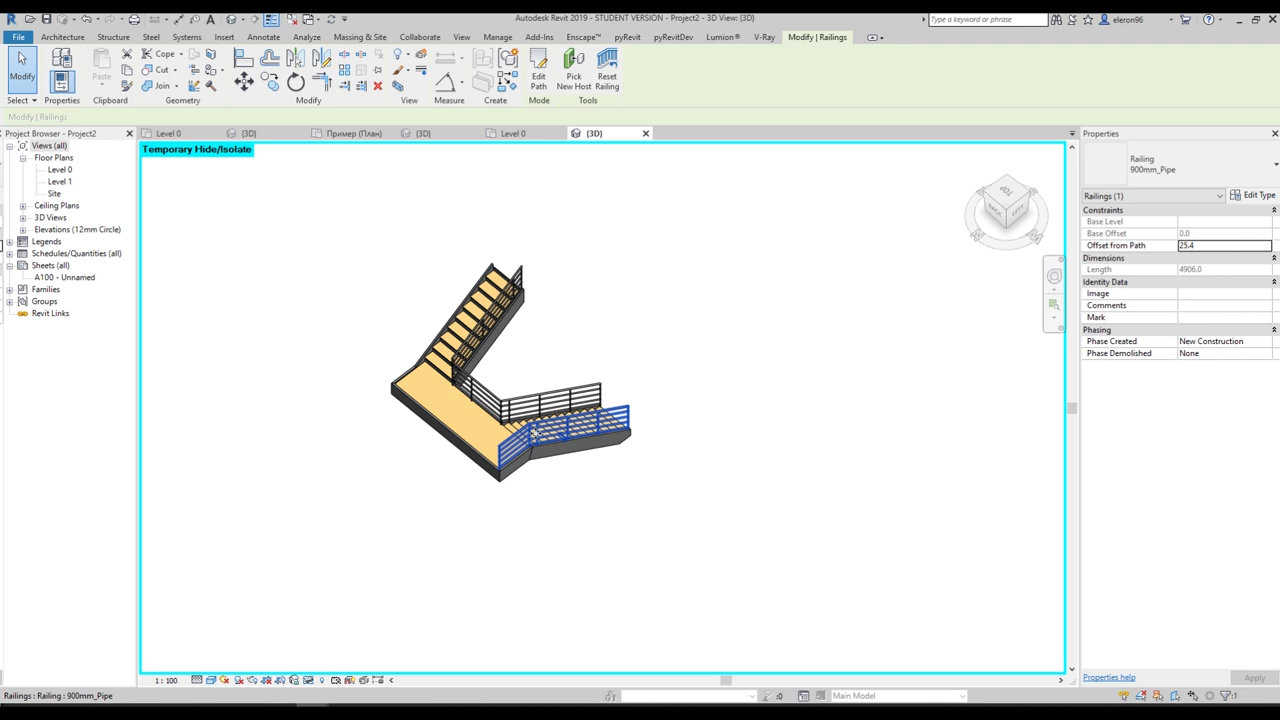 Autodesk Revit 2019 - STUDENT VERSION - Project2 - 3D View: {3D}
Type a keyword or phrase
eleron96
File Architecture Structure Steel Systems Insert Annotate Analyze Massing & Site Collaborate View Manage Add-Ins Enscape™ pyRevit pyRevitDev Lumion® V-Ray Modify | Railings
Modify
Paste
Cope
Cut
Join
Edit Path
Pick New Host
Reset Railing
Select Properties Clipboard Geometry Modify View Measure Create Mode Tools
Modify | Railings
Project Browser - Project2
Level 0
{3D}
Пример (План)
{3D}
Level 0
{3D}
Properties
Views (all)
Floor Plans
Level 0
Level 1
Site
Ceiling Plans
3D Views
Elevations (12mm Circle)
Legends
Schedules/Quantities (all)
Sheets (all)
A100 - Unnamed
Families
Groups
Revit Links
Temporary Hide/Isolate
TOP
BACK
LEFT
Railing
900mm_Pipe
Railings (1)
Edit Type
Constraints
Base Level
Base Offset 0.0
Offset from Path 25.4
Dimensions
Length 4906.0
Identity Data
Image
Comments
Mark
Phasing
Phase Created New Construction
Phase Demolished None
Properties help
Apply
1 : 100
Railings : Railing : 900mm_Pipe
:0
Main Model
:1